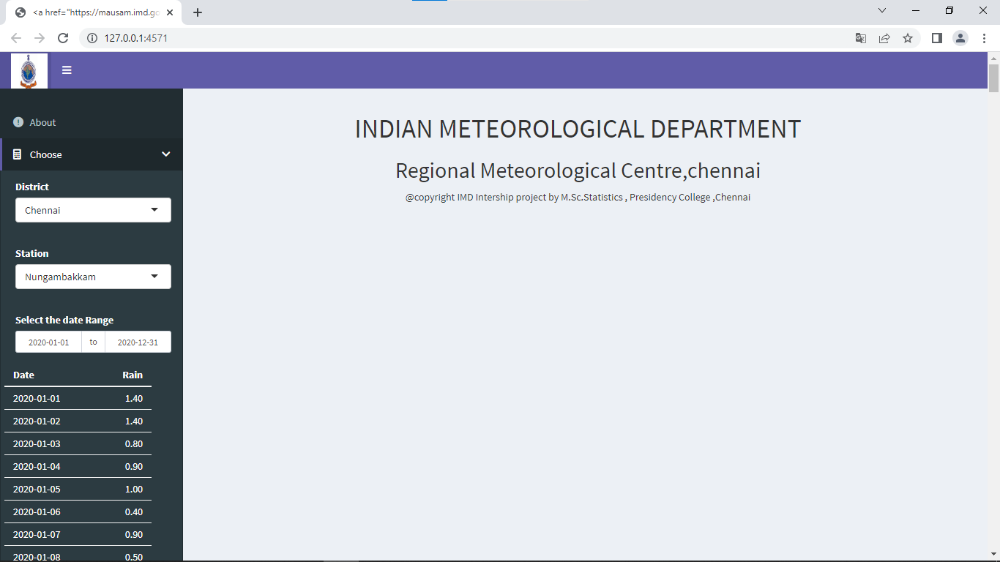 <a href="https://mausam.imd.go
127.0.0.1:4571
About
Choose
District
Chennai
Station
Nungambakkam
Select the date Range
2020-01-01 to 2020-12-31
Date Rain
2020-01-01 1.40
2020-01-02 1.40
2020-01-03 0.80
2020-01-04 0.90
2020-01-05 1.00
2020-01-06 0.40
2020-01-07 0.90
2020-01-08 0.50
INDIAN METEOROLOGICAL DEPARTMENT
Regional Meteorological Centre,chennai
@copyright IMD Intership project by M.Sc.Statistics , Presidency College ,Chennai